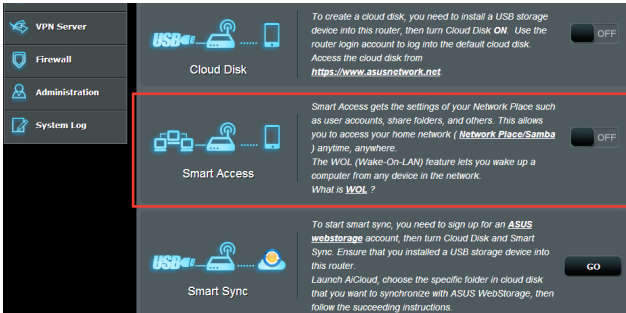 VPN Server
Firewall
Administration
System Log
USB
Cloud Disk
To create a cloud disk, you need to install a USB storage
device into this router, then turn Cloud Disk ON. Use the
router login account to log into the default cloud disk.
Access the cloud disk from
https://www.asusnetwork.net.
OFF
Smart Access
Smart Access gets the settings of your Network Place such
as user accounts, share folders, and others. This allows
you to access your home network ( Network Place/Samba
) anytime, anywhere.
The WOL (Wake-On-LAN) feature lets you wake up a
computer from any device in the network.
What is WOL ?
OFF
USB
Smart Sync
To start smart sync, you need to sign up for an ASUS
webstorage account, then turn Cloud Disk and Smart
Sync. Ensure that you installed a USB storage device into
this router.
Launch AiCloud, choose the specific folder in cloud disk
that you want to synchronize with ASUS WebStorage, then
follow the succeeding instructions.
GO